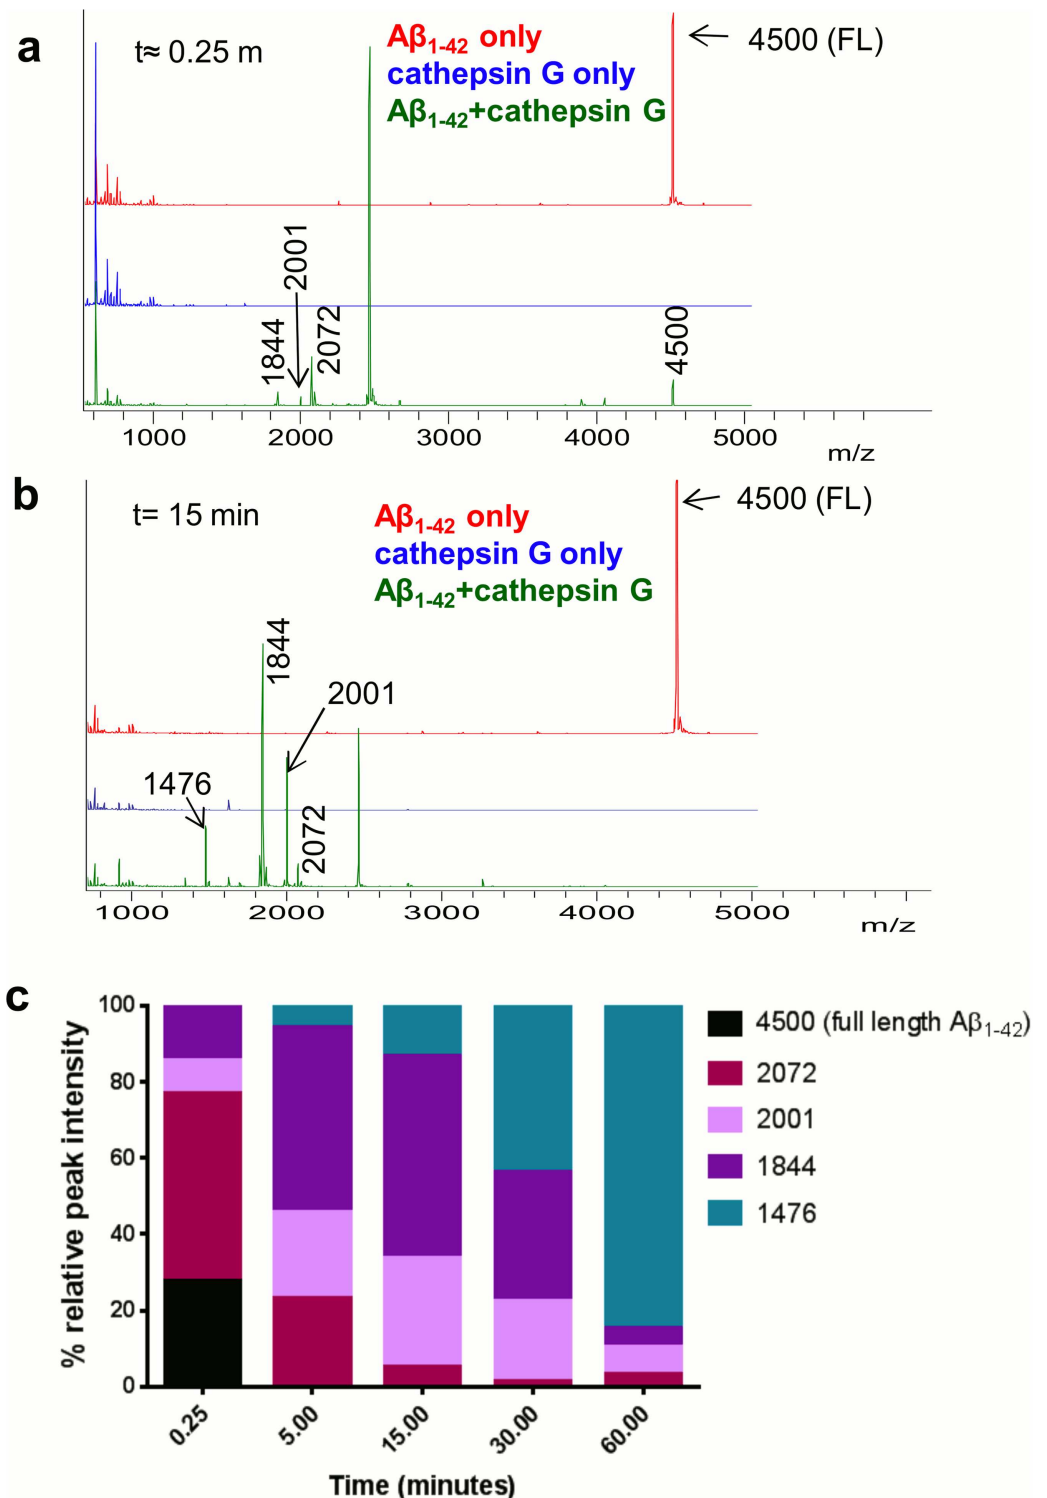 a
t≈ 0.25 m
Aβ1-42 only
cathepsin G only
Aβ1-42+cathepsin G
4500 (FL)
2001
1844
2072
4500
1000 2000 3000 4000 5000
m/z
b
t= 15 min
Aβ1-42 only
cathepsin G only
Aβ1-42+cathepsin G
4500 (FL)
1844
2001
1476
2072
1000 2000 3000 4000 5000
m/z
c
% relative peak intensity
100
80
60
40
20
0
0.25 5.00 15.00 30.00 60.00
Time (minutes)
4500 (full length Aβ1-42)
2072
2001
1844
1476